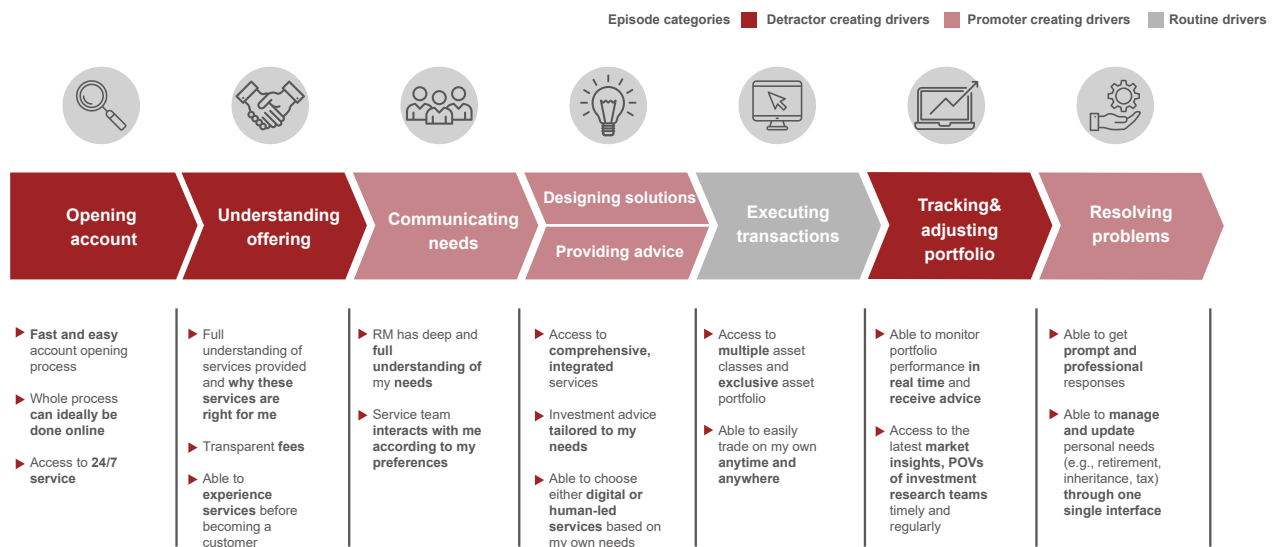 Episode categories Detractor creating drivers Promoter creating drivers Routine drivers
Opening
account
Understanding
offering
Communicating
needs
Designing solutions
Providing advice
Executing
transactions
Tracking&
adjusting
portfolio
Resolving
problems
Fast and easy
account opening
process
Whole process
can ideally be
done online
Access to 24/7
service
Full
understanding of
services provided
and why these
services are
right for me
Transparent fees
Able to
experience
services before
becoming a
customer
RM has deep and
full
understanding of
my needs
Service team
interacts with me
according to my
preferences
Access to
comprehensive,
integrated
services
Investment advice
tailored to my
needs
Able to choose
either digital or
human-led
services based on
my own needs
Access to
multiple asset
classes and
exclusive asset
portfolio
Able to easily
trade on my own
anytime and
anywhere
Able to monitor
portfolio
performance in
real time and
receive advice
Access to the
latest market
insights, POVs
of investment
research teams
timely and
regularly
Able to get
prompt and
professional
responses
Able to manage
and update
personal needs
(e.g., retirement,
inheritance, tax)
through one
single interface